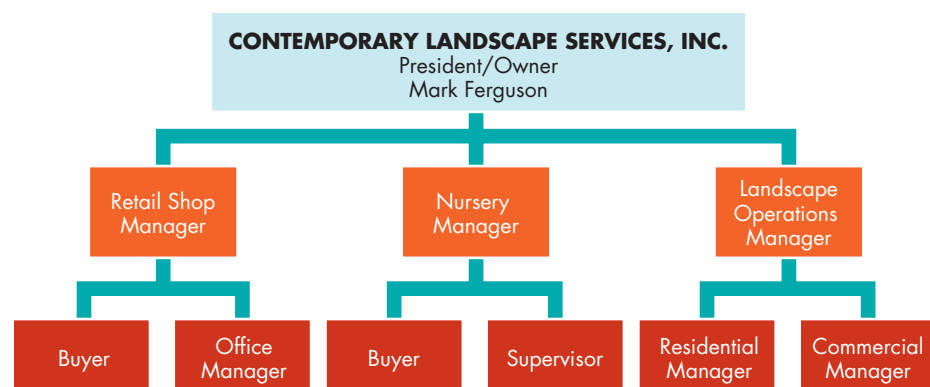 CONTEMPORARY LANDSCAPE SERVICES, INC.
President/Owner
Mark Ferguson
Retail Shop
Manager
Nursery
Manager
Landscape
Operations
Manager
Buyer
Office
Manager
Buyer
Supervisor
Residential
Manager
Commercial
Manager